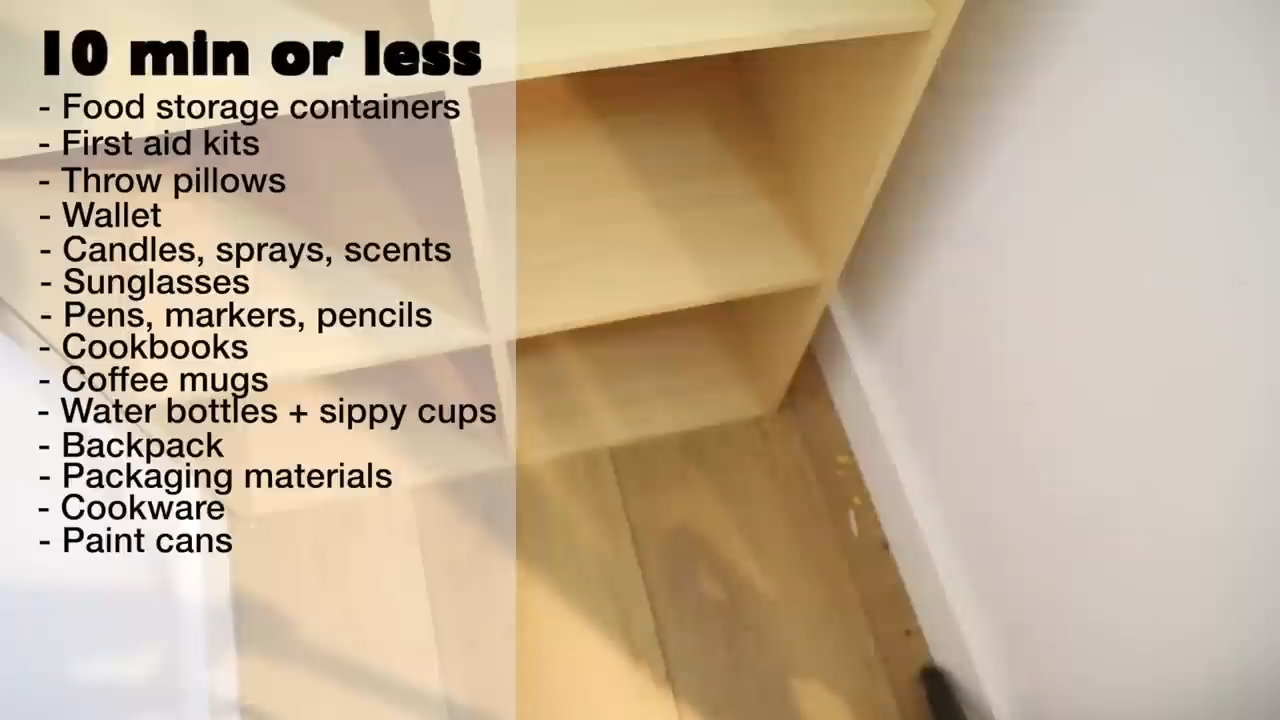 10 min or less
- Food storage containers
- First aid kits
- Throw pillows
- Wallet
- Candles, sprays, scents
- Sunglasses
- Pens, markers, pencils
- Cookbooks
- Coffee mugs
- Water bottles + sippy cups
- Backpack
- Packaging materials
- Cookware
- Paint cans